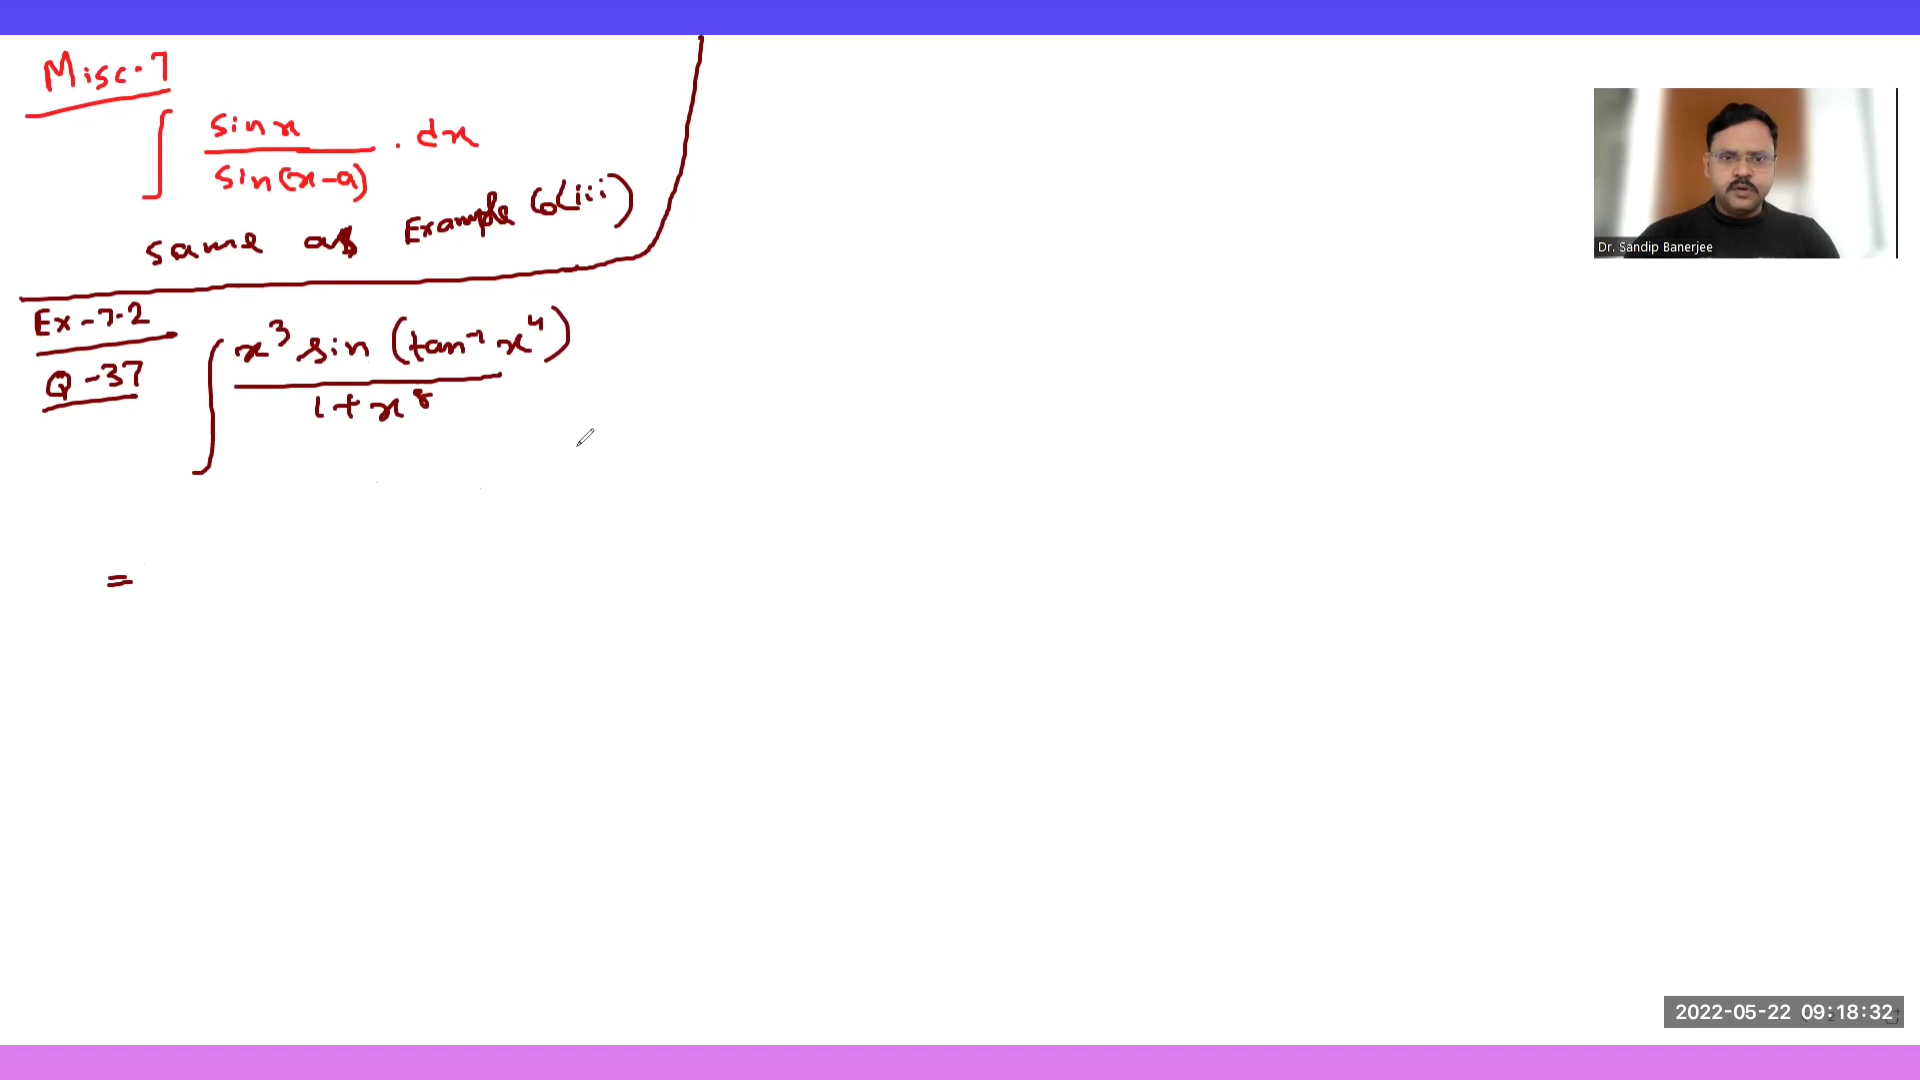 Misc.7
∫ sinx / sin(x-a) . dx
same as Example 6(iii)
Ex-7.2
Q-37
∫ x³ sin (tan⁻¹ x⁴) / 1+x⁸
=
Dr. Sandip Banerjee
2022-05-22 09:18:32